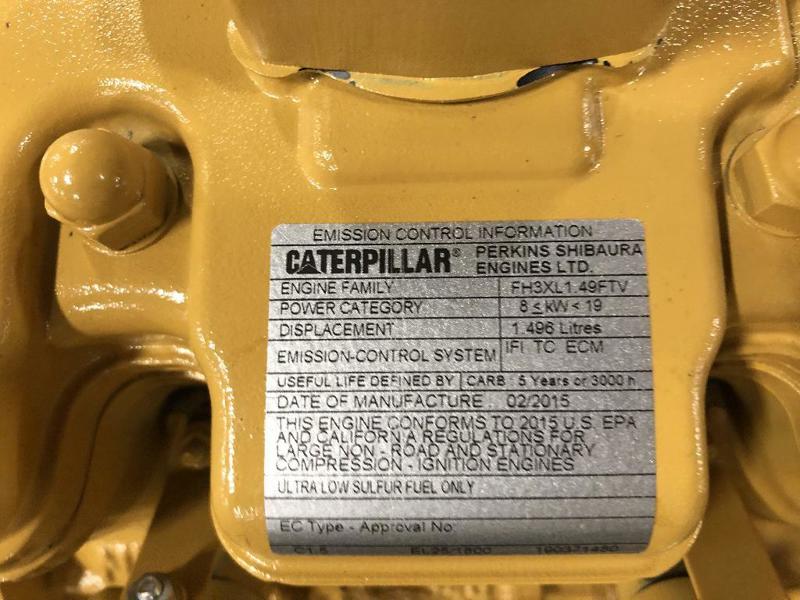 EMISSION CONTROL INFORMATION
CATERPILLAR® PERKINS SHIBAURA
ENGINES LTD.
ENGINE FAMILY FH3XL1.49FTV
POWER CATEGORY 8 ≤ kW < 19
DISPLACEMENT 1.496 Litres
EMISSION-CONTROL SYSTEM IFI TC ECM
USEFUL LIFE DEFINED BY CARB 5 Years or 3000 h
DATE OF MANUFACTURE 02/2015
THIS ENGINE CONFORMS TO 2015 U.S. EPA
AND CALIFORNIA REGULATIONS FOR
LARGE NON - ROAD AND STATIONARY
COMPRESSION - IGNITION ENGINES
ULTRA LOW SULFUR FUEL ONLY
EC Type - Approval No:
C1.5